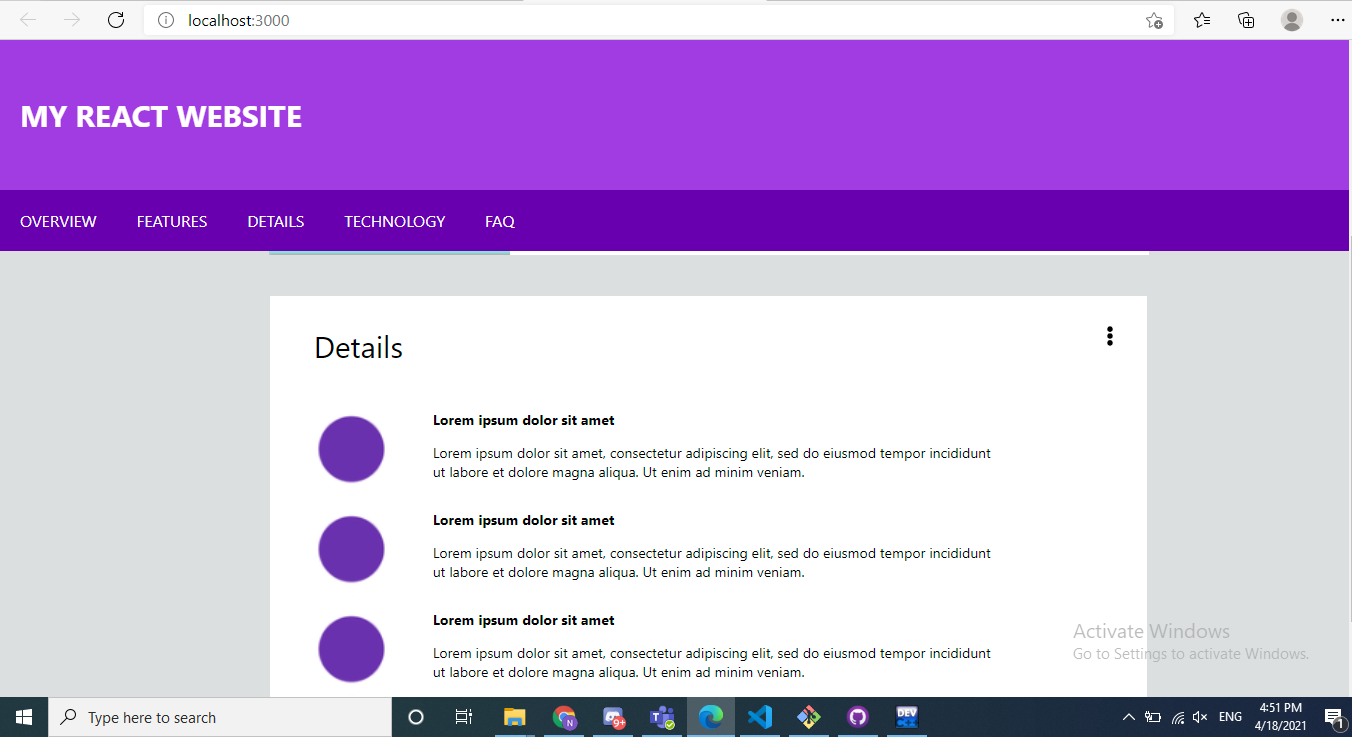 localhost:3000
MY REACT WEBSITE
OVERVIEW FEATURES DETAILS TECHNOLOGY FAQ
Details
Lorem ipsum dolor sit amet
Lorem ipsum dolor sit amet, consectetur adipiscing elit, sed do eiusmod tempor incididunt
ut labore et dolore magna aliqua. Ut enim ad minim veniam.
Lorem ipsum dolor sit amet
Lorem ipsum dolor sit amet, consectetur adipiscing elit, sed do eiusmod tempor incididunt
ut labore et dolore magna aliqua. Ut enim ad minim veniam.
Lorem ipsum dolor sit amet
Lorem ipsum dolor sit amet, consectetur adipiscing elit, sed do eiusmod tempor incididunt
ut labore et dolore magna aliqua. Ut enim ad minim veniam.
Activate Windows
Go to Settings to activate Windows.
Type here to search
N
9+
DEV
ENG
4:51 PM
4/18/2021
1